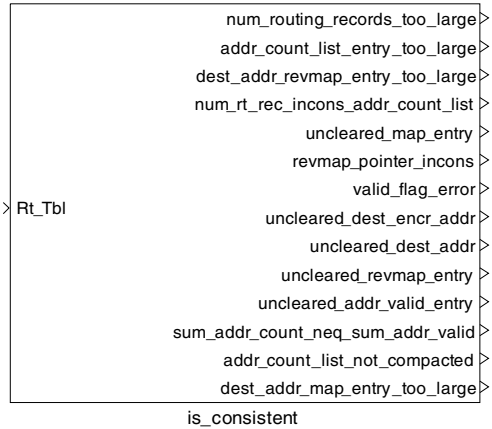 num_routing_records_too_large
addr_count_list_entry_too_large
dest_addr_revmap_entry_too_large
num_rt_rec_incons_addr_count_list
uncleared_map_entry
revmap_pointer_incons
valid_flag_error
Rt_Tbl
uncleared_dest_encr_addr
uncleared_dest_addr
uncleared_revmap_entry
uncleared_addr_valid_entry
sum_addr_count_neq_sum_addr_valid
addr_count_list_not_compacted
dest_addr_map_entry_too_large
is_consistent